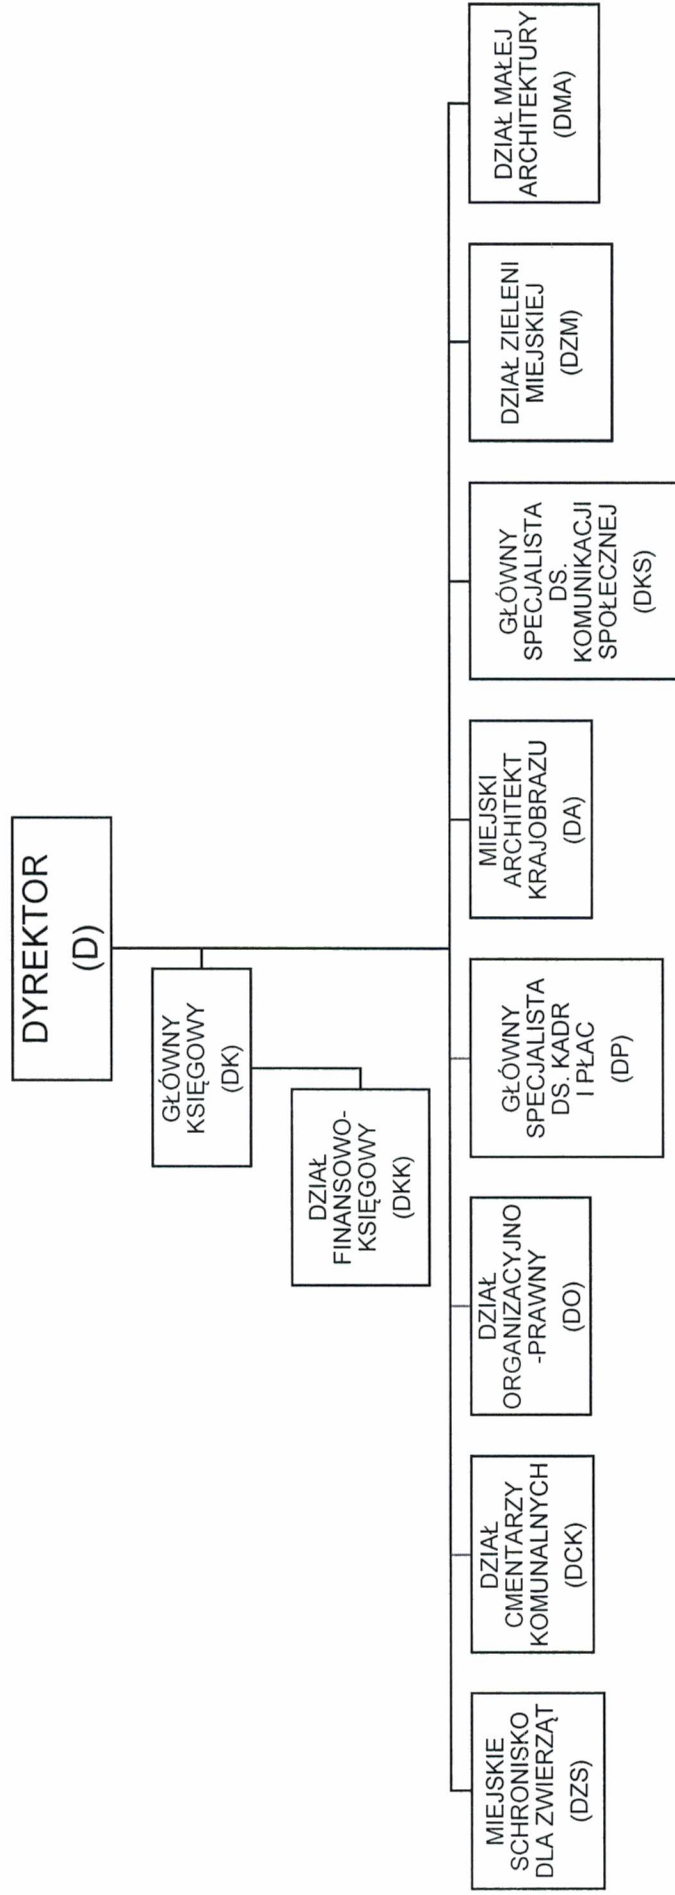 DYREKTOR
(D)
GŁÓWNY
KSIĘGOWY
(DK)
DZIAŁ
FINANSOWO-
KSIĘGOWY
(DKK)
MIEJSKIE
SCHRONISKO
DLA ZWIERZĄT
(DZS)
DZIAŁ
CMENTARZY
KOMUNALNYCH
(DCK)
DZIAŁ
ORGANIZACYJNO
-PRAWNY
(DO)
GŁÓWNY
SPECJALISTA
DS. KADR
I PŁAC
(DP)
MIEJSKI
ARCHITEKT
KRAJOBRAZU
(DA)
GŁÓWNY
SPECJALISTA
DS.
KOMUNIKACJI
SPOŁECZNEJ
(DKS)
DZIAŁ ZIELENI
MIEJSKIEJ
(DZM)
DZIAŁ MAŁEJ
ARCHITEKTURY
(DMA)